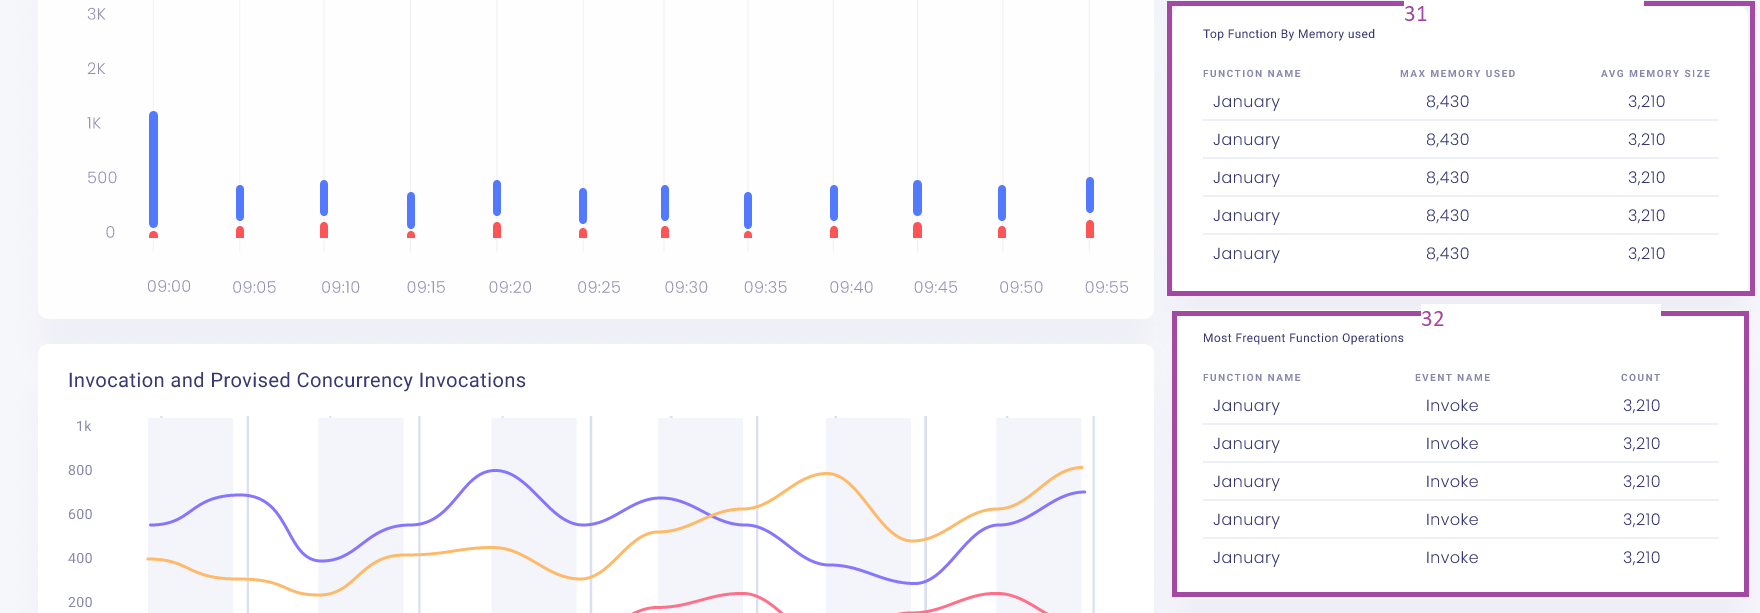 3K
2K
1K
500
0
09:00 09:05 09:10 09:15 09:20 09:25 09:30 09:35 09:40 09:45 09:50 09:55
Invocation and Provised Concurrency Invocations
1k
800
600
400
200
31
Top Function By Memory used
FUNCTION NAME MAX MEMORY USED AVG MEMORY SIZE
January 8,430 3,210
January 8,430 3,210
January 8,430 3,210
January 8,430 3,210
January 8,430 3,210
32
Most Frequent Function Operations
FUNCTION NAME EVENT NAME COUNT
January Invoke 3,210
January Invoke 3,210
January Invoke 3,210
January Invoke 3,210
January Invoke 3,210